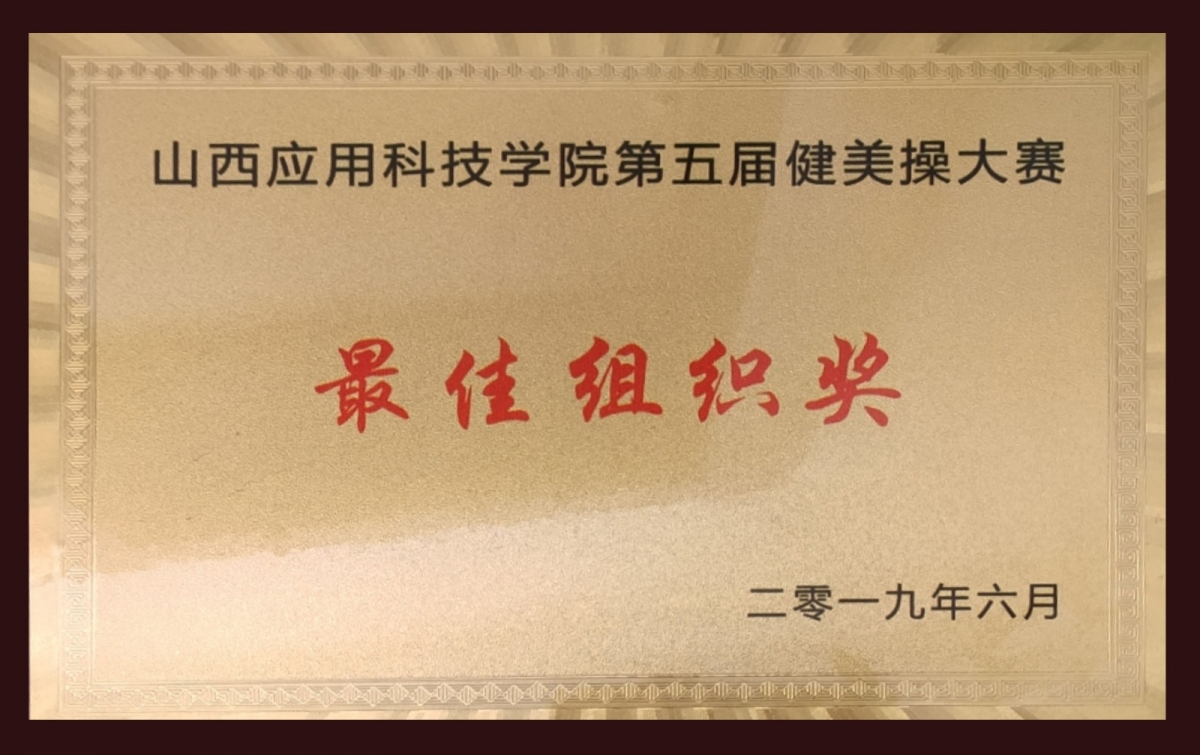 山西应用科技学院第五届健美操大赛
最佳组织奖
二零一九年六月